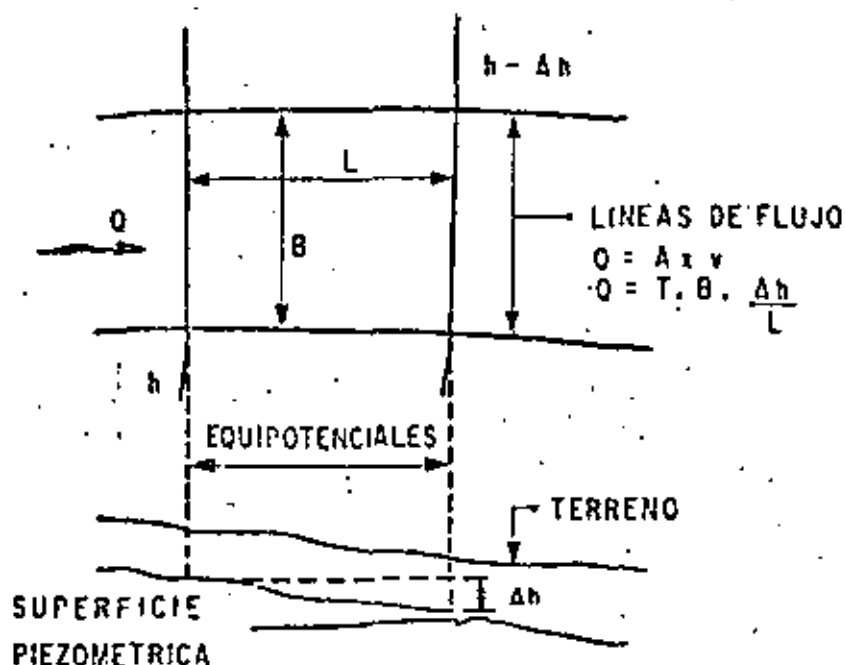 h - Δh
L
Q
B
LINEAS DE FLUJO
Q = A x v
Q = T. B. Δh/L
h
EQUIPOTENCIALES
TERRENO
Δh
SUPERFICIE
PIEZOMETRICA